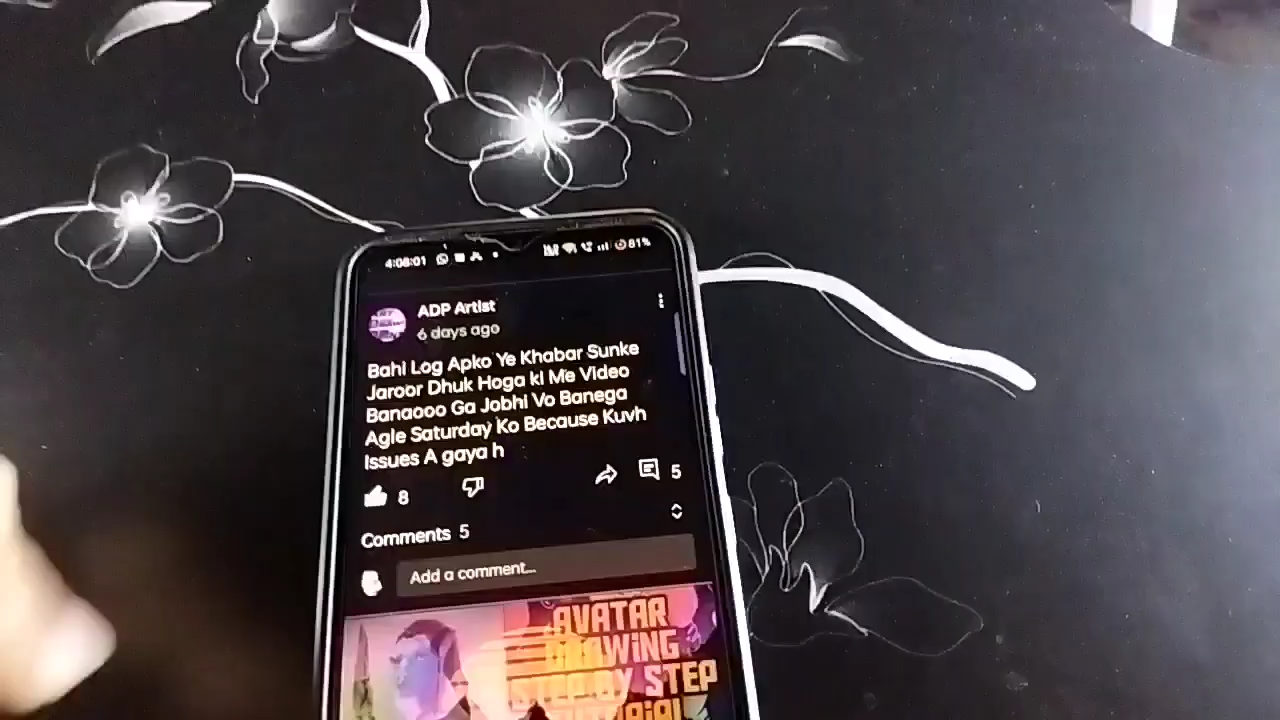 4:08:01
81%
ADP Artist
6 days ago
Bahi Log Apko Ye Khabar Sunke
Jaroor Dhuk Hoga ki Me Video
Banaooo Ga Jobhi Vo Banega
Agle Saturday Ko Because Kuvh
Issues A gaya h
8
5
Comments 5
Add a comment...
AVATAR
DRAWING
STEP BY STEP
TUTORIAL